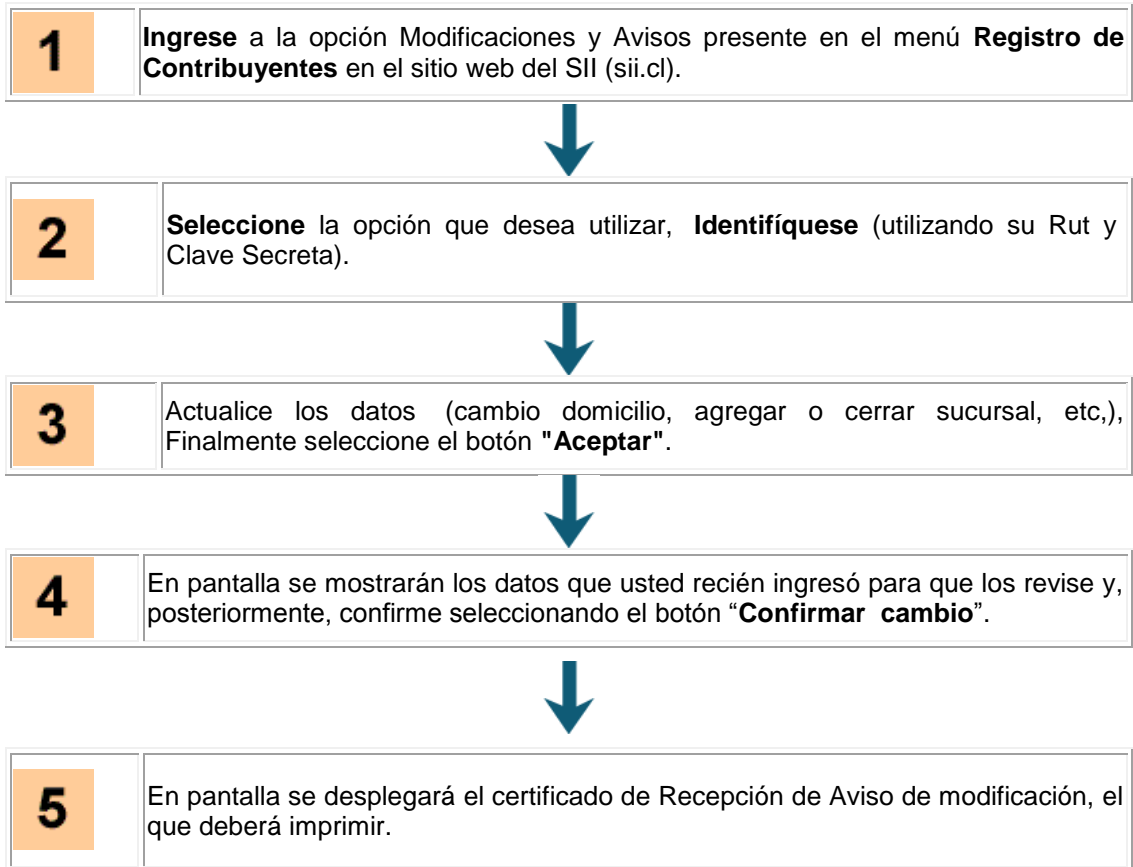 1
Ingrese a la opción Modificaciones y Avisos presente en el menú Registro de
Contribuyentes en el sitio web del SII (sii.cl).
2
Seleccione la opción que desea utilizar, Identifíquese (utilizando su Rut y
Clave Secreta).
3
Actualice los datos (cambio domicilio, agregar o cerrar sucursal, etc,),
Finalmente seleccione el botón "Aceptar".
4
En pantalla se mostrarán los datos que usted recién ingresó para que los revise y,
posteriormente, confirme seleccionando el botón “Confirmar cambio”.
5
En pantalla se desplegará el certificado de Recepción de Aviso de modificación, el
que deberá imprimir.